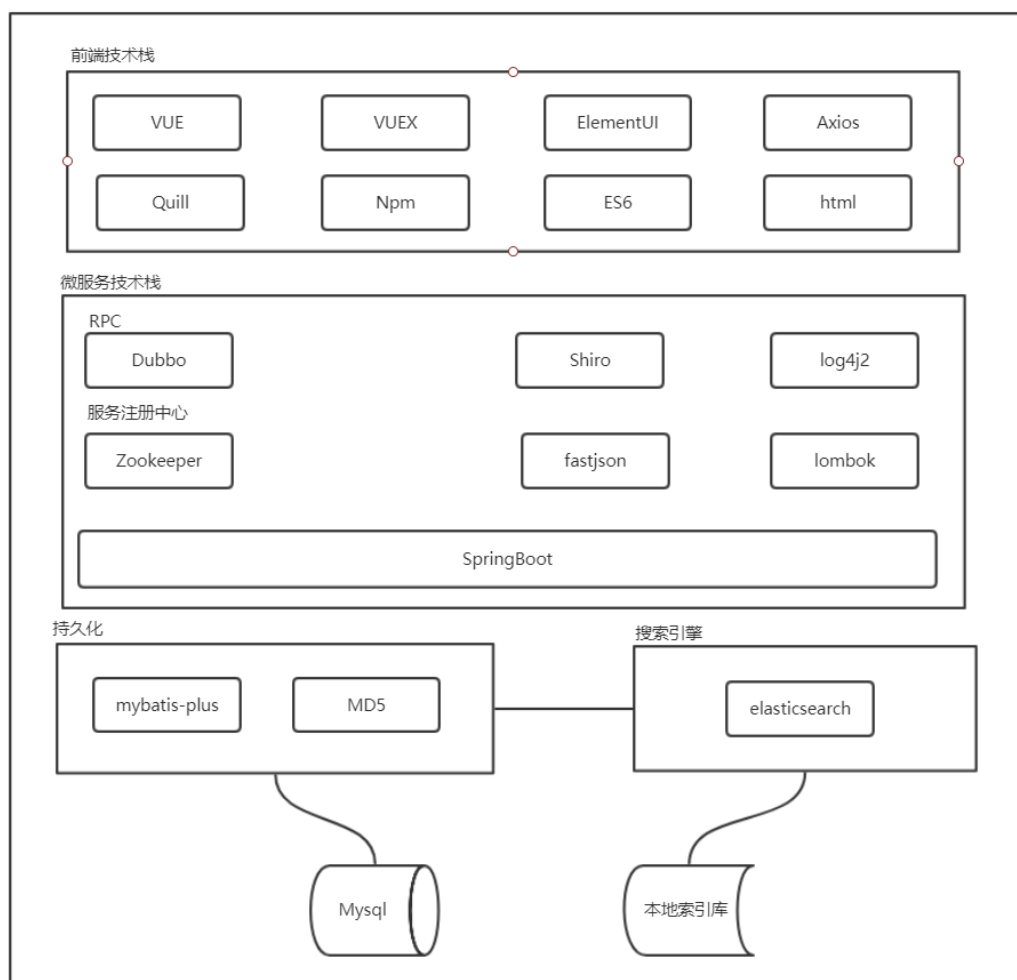 前端技术栈
VUE
VUEX
ElementUI
Axios
Quill
Npm
ES6
html
微服务技术栈
RPC
Dubbo
Shiro
log4j2
服务注册中心
Zookeeper
fastjson
lombok
SpringBoot
持久化
搜索引擎
mybatis-plus
MD5
elasticsearch
Mysql
本地索引库